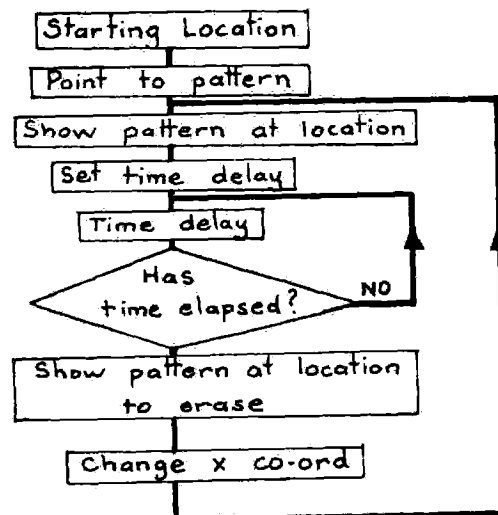 Starting Location
Point to pattern
Show pattern at location
Set time delay
Time delay
Has
time elapsed?
NO
Show pattern at location
to erase
Change x co-ord